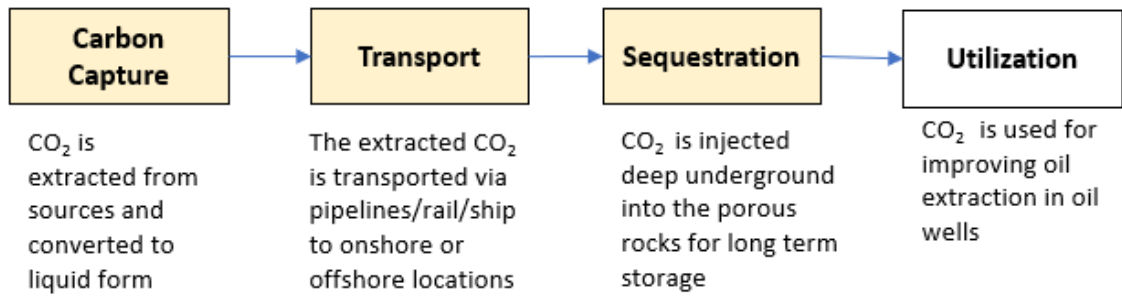 Carbon
Capture
Transport
Sequestration
Utilization
CO₂ is
extracted from
sources and
converted to
liquid form
The extracted CO₂
is transported via
pipelines/rail/ship
to onshore or
offshore locations
CO₂ is injected
deep underground
into the porous
rocks for long term
storage
CO₂ is used for
improving oil
extraction in oil
wells